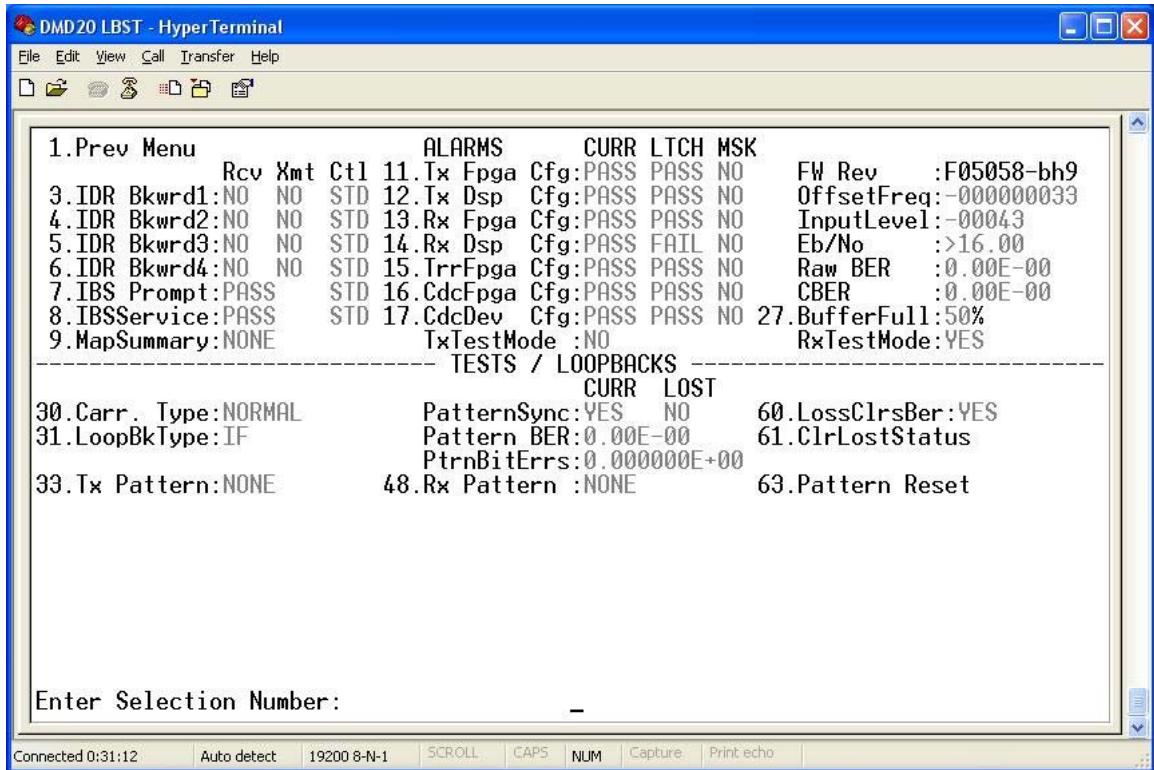 DMD20 LBST - HyperTerminal
File Edit View Call Transfer Help
1.Prev Menu ALARMS CURR LTCH MSK
Rcv Xmt Ctl 11.Tx Fpga Cfg:PASS PASS NO FW Rev :F05058-bh9
3.IDR Bkwrd1:NO NO STD 12.Tx Dsp Cfg:PASS PASS NO OffsetFreq:-000000033
4.IDR Bkwrd2:NO NO STD 13.Rx Fpga Cfg:PASS PASS NO InputLevel:-00043
5.IDR Bkwrd3:NO NO STD 14.Rx Dsp Cfg:PASS FAIL NO Eb/No :>16.00
6.IDR Bkwrd4:NO NO STD 15.TrrFpga Cfg:PASS PASS NO Raw BER :0.00E-00
7.IBS Prompt:PASS STD 16.CdcFpga Cfg:PASS PASS NO CBER :0.00E-00
8.IBSService:PASS STD 17.CdcDev Cfg:PASS PASS NO 27.BufferFull:50%
9.MapSummary:NONE TxTestMode :NO RxTestMode:YES
---------------------------- TESTS / LOOPBACKS -----------------------------
CURR LOST
30.Carr. Type:NORMAL PatternSync:YES NO 60.LossClrsBer:YES
31.LoopBkType:IF Pattern BER:0.00E-00 61.ClrLostStatus
PtrnBitErrs:0.000000E+00
33.Tx Pattern:NONE 48.Rx Pattern :NONE 63.Pattern Reset
Enter Selection Number: _
Connected 0:31:12 Auto detect 19200 8-N-1 SCROLL CAPS NUM Capture Print echo